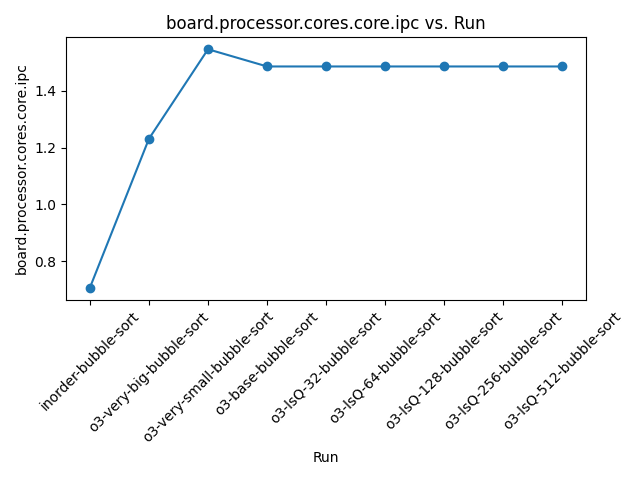 board.processor.cores.core.ipc vs. Run
board.processor.cores.core.ipc
1.4
1.2
1.0
0.8
inorder-bubble-sort
o3-very-big-bubble-sort
o3-very-small-bubble-sort
o3-base-bubble-sort
o3-lsQ-32-bubble-sort
o3-lsQ-64-bubble-sort
o3-lsQ-128-bubble-sort
o3-lsQ-256-bubble-sort
o3-lsQ-512-bubble-sort
Run